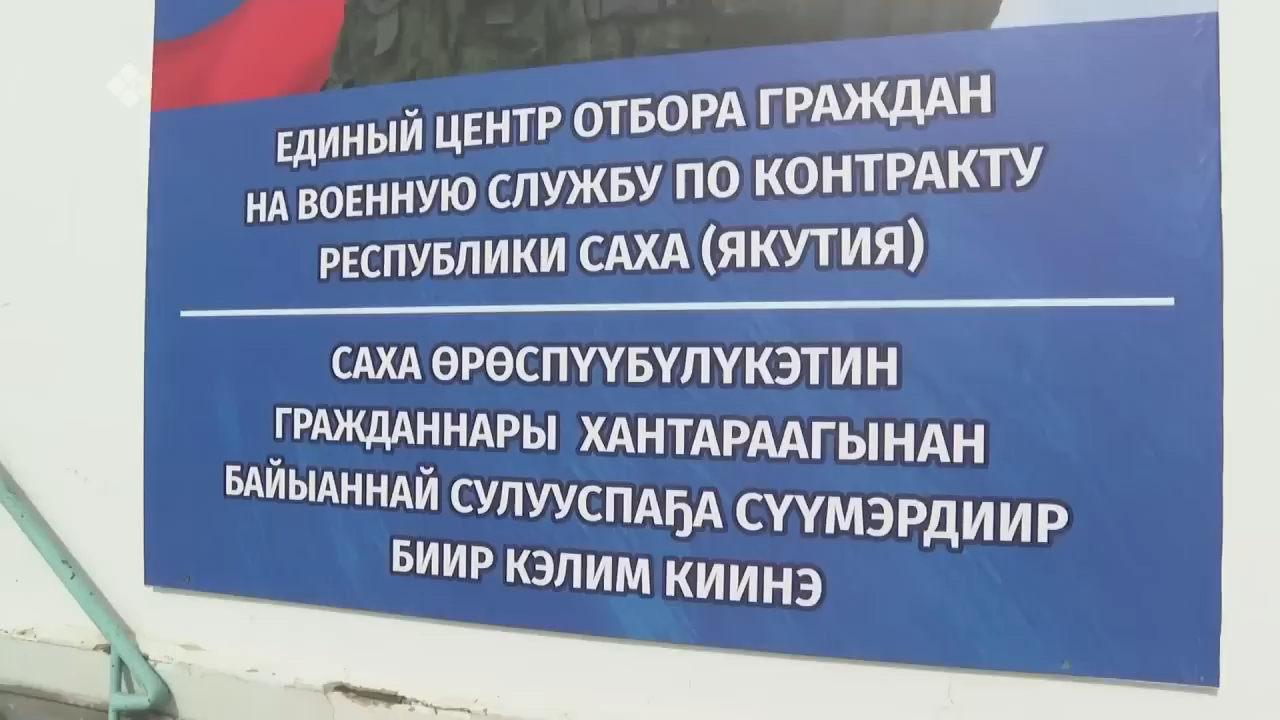 ЕДИНЫЙ ЦЕНТР ОТБОРА ГРАЖДАН
НА ВОЕННУЮ СЛУЖБУ ПО КОНТРАКТУ
РЕСПУБЛИКИ САХА (ЯКУТИЯ)
САХА ӨРӨСПҮҮБҮЛҮКЭТИН
ГРАЖДАННАРЫ ХАНТАРААГЫНАН
БАЙЫАННАЙ СУЛУУСПАҔА СҮҮМЭРДИИР
БИИР КЭЛИМ КИИНЭ